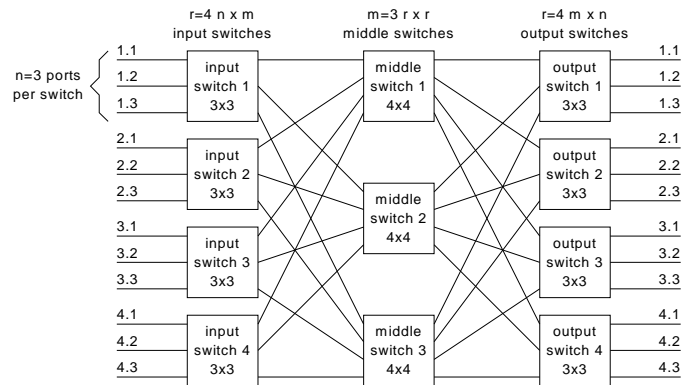 r=4 n x m
input switches
m=3 r x r
middle switches
r=4 m x n
output switches
n=3 ports
per switch
1.1
1.2
1.3
2.1
2.2
2.3
3.1
3.2
3.3
4.1
4.2
4.3
input
switch 1
3x3
input
switch 2
3x3
input
switch 3
3x3
input
switch 4
3x3
middle
switch 1
4x4
middle
switch 2
4x4
middle
switch 3
4x4
output
switch 1
3x3
output
switch 2
3x3
output
switch 3
3x3
output
switch 4
3x3
1.1
1.2
1.3
2.1
2.2
2.3
3.1
3.2
3.3
4.1
4.2
4.3